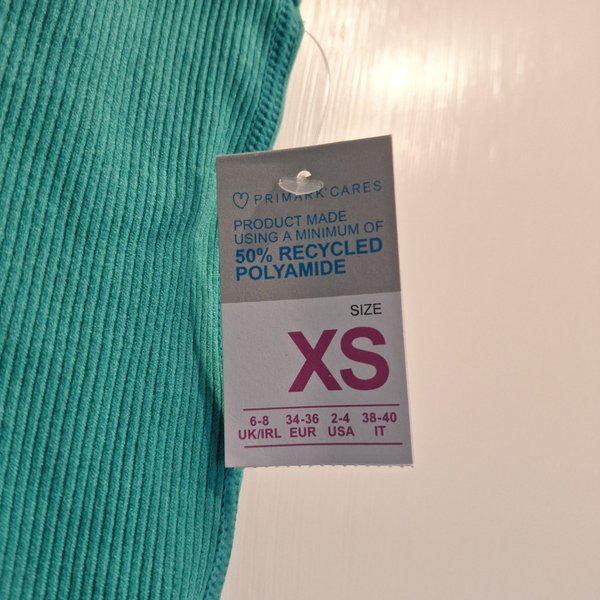 PRIMARK CARES
PRODUCT MADE
USING A MINIMUM OF
50% RECYCLED
POLYAMIDE
SIZE
XS
6-8 34-36 2-4 38-40
UK/IRL EUR USA IT